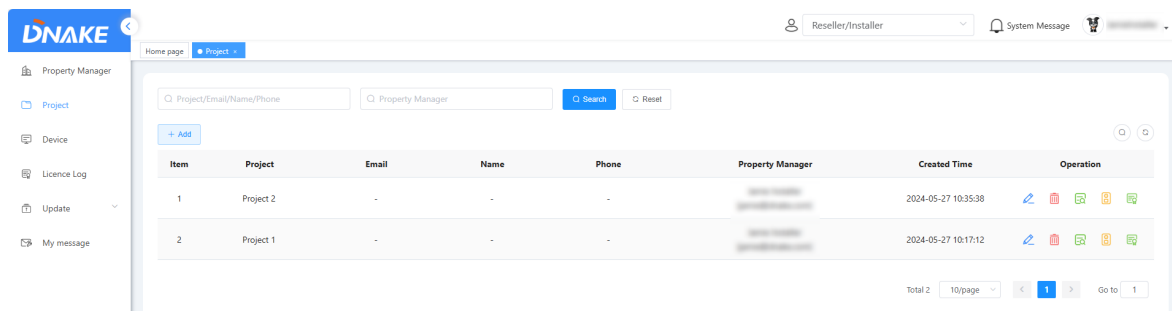 DNAKE
Reseller/Installer
System Message
Home page
Project ×
Property Manager
Project
Device
Licence Log
Update
My message
Project/Email/Name/Phone
Property Manager
Search
Reset
+ Add
Item Project Email Name Phone Property Manager Created Time Operation
1 Project 2 - - - 2024-05-27 10:35:38
2 Project 1 - - - 2024-05-27 10:17:12
Total 2 10/page < 1 > Go to 1